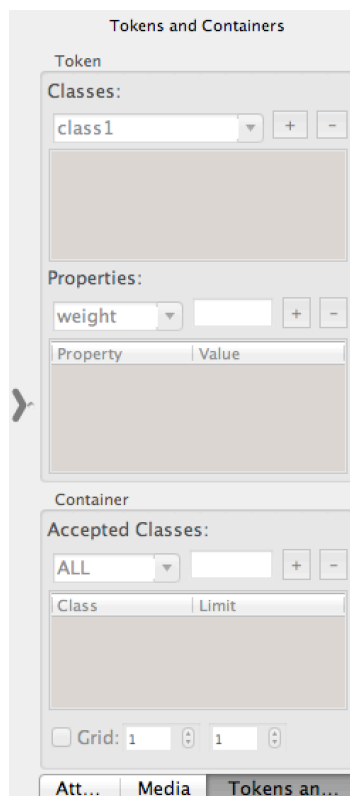 Tokens and Containers
Token
Classes:
class1 + -
Properties:
weight + -
Property Value
Container
Accepted Classes:
ALL + -
Class Limit
Grid: 1 1
Att... Media Tokens an...